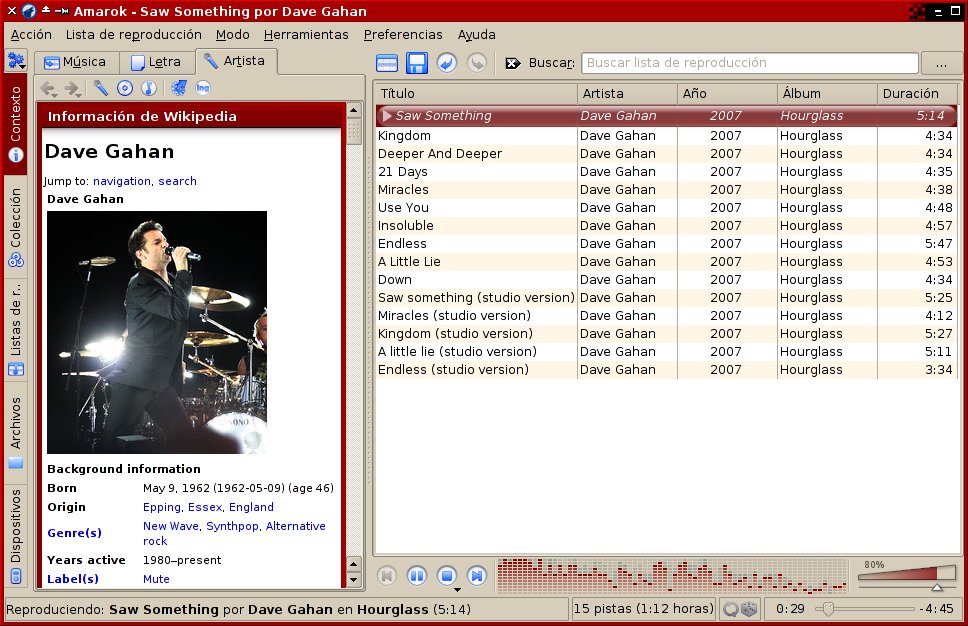 Amarok - Saw Something por Dave Gahan
Acción Lista de reproducción Modo Herramientas Preferencias Ayuda
Música Letra Artista
Buscar: Buscar lista de reproducción ...
Contexto
Colección
Listas de r..
Archivos
Dispositivos
Ing
Información de Wikipedia
Dave Gahan
Jump to: navigation, search
Dave Gahan
Background information
Born May 9, 1962 (1962-05-09) (age 46)
Origin Epping, Essex, England
Genre(s) New Wave, Synthpop, Alternative
rock
Years active 1980–present
Label(s) Mute
Título Artista Año Álbum Duración
Saw Something Dave Gahan 2007 Hourglass 5:14
Kingdom Dave Gahan 2007 Hourglass 4:34
Deeper And Deeper Dave Gahan 2007 Hourglass 4:34
21 Days Dave Gahan 2007 Hourglass 4:35
Miracles Dave Gahan 2007 Hourglass 4:38
Use You Dave Gahan 2007 Hourglass 4:48
Insoluble Dave Gahan 2007 Hourglass 4:57
Endless Dave Gahan 2007 Hourglass 5:47
A Little Lie Dave Gahan 2007 Hourglass 4:53
Down Dave Gahan 2007 Hourglass 4:34
Saw something (studio version) Dave Gahan 2007 Hourglass 5:25
Miracles (studio version) Dave Gahan 2007 Hourglass 4:12
Kingdom (studio version) Dave Gahan 2007 Hourglass 5:27
A little lie (studio version) Dave Gahan 2007 Hourglass 5:11
Endless (studio version) Dave Gahan 2007 Hourglass 3:34
80%
Reproduciendo: Saw Something por Dave Gahan en Hourglass (5:14)
15 pistas (1:12 horas)
0:29 -4:45